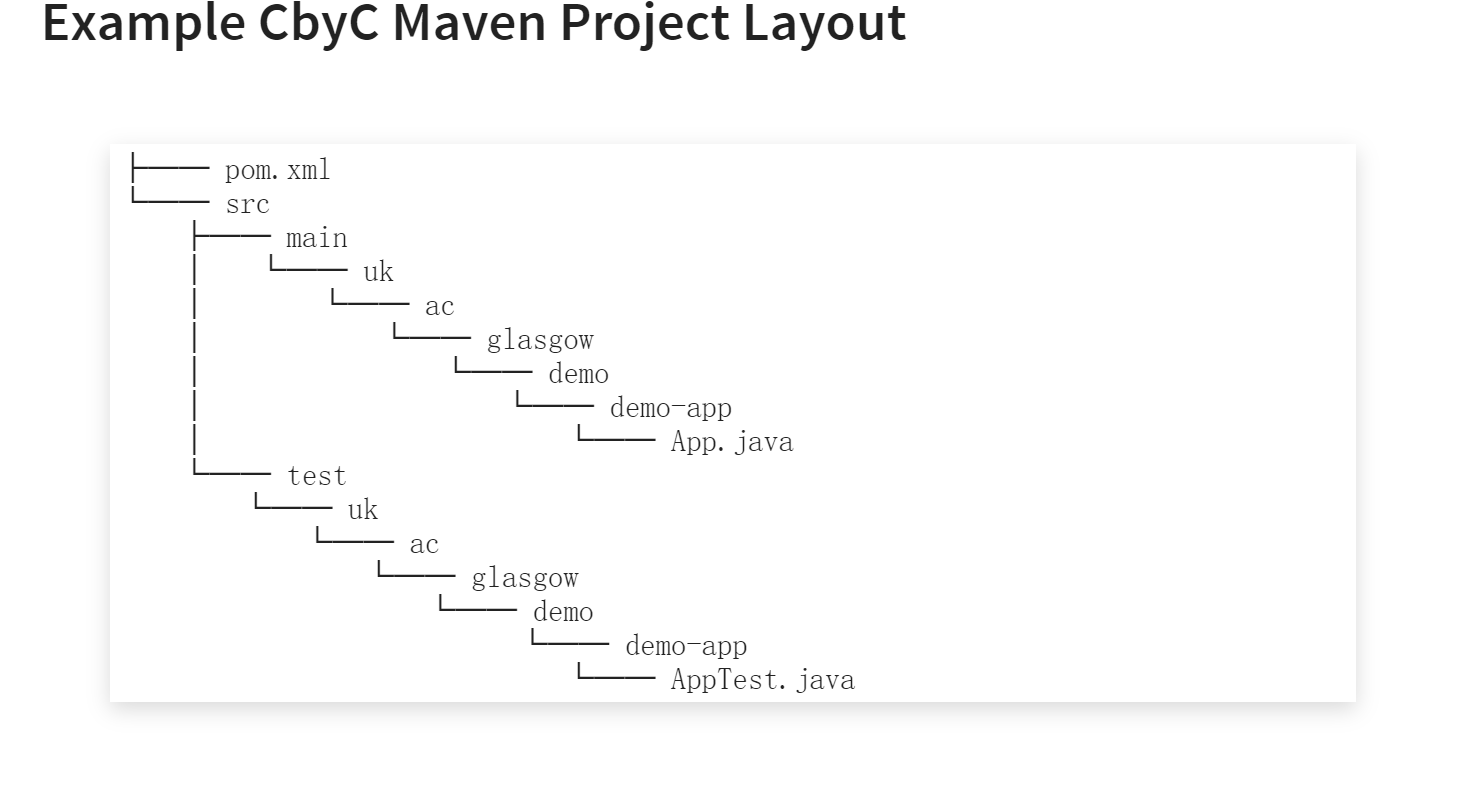 Example CbyC Maven Project Layout
├──── pom.xml
└──── src
    ├──── main
    │    └──── uk
    │        └──── ac
    │            └──── glasgow
    │                └──── demo
    │                    └──── demo-app
    │                        └──── App.java
    └──── test
        └──── uk
            └──── ac
                └──── glasgow
                    └──── demo
                          └──── demo-app
                             └──── AppTest.java